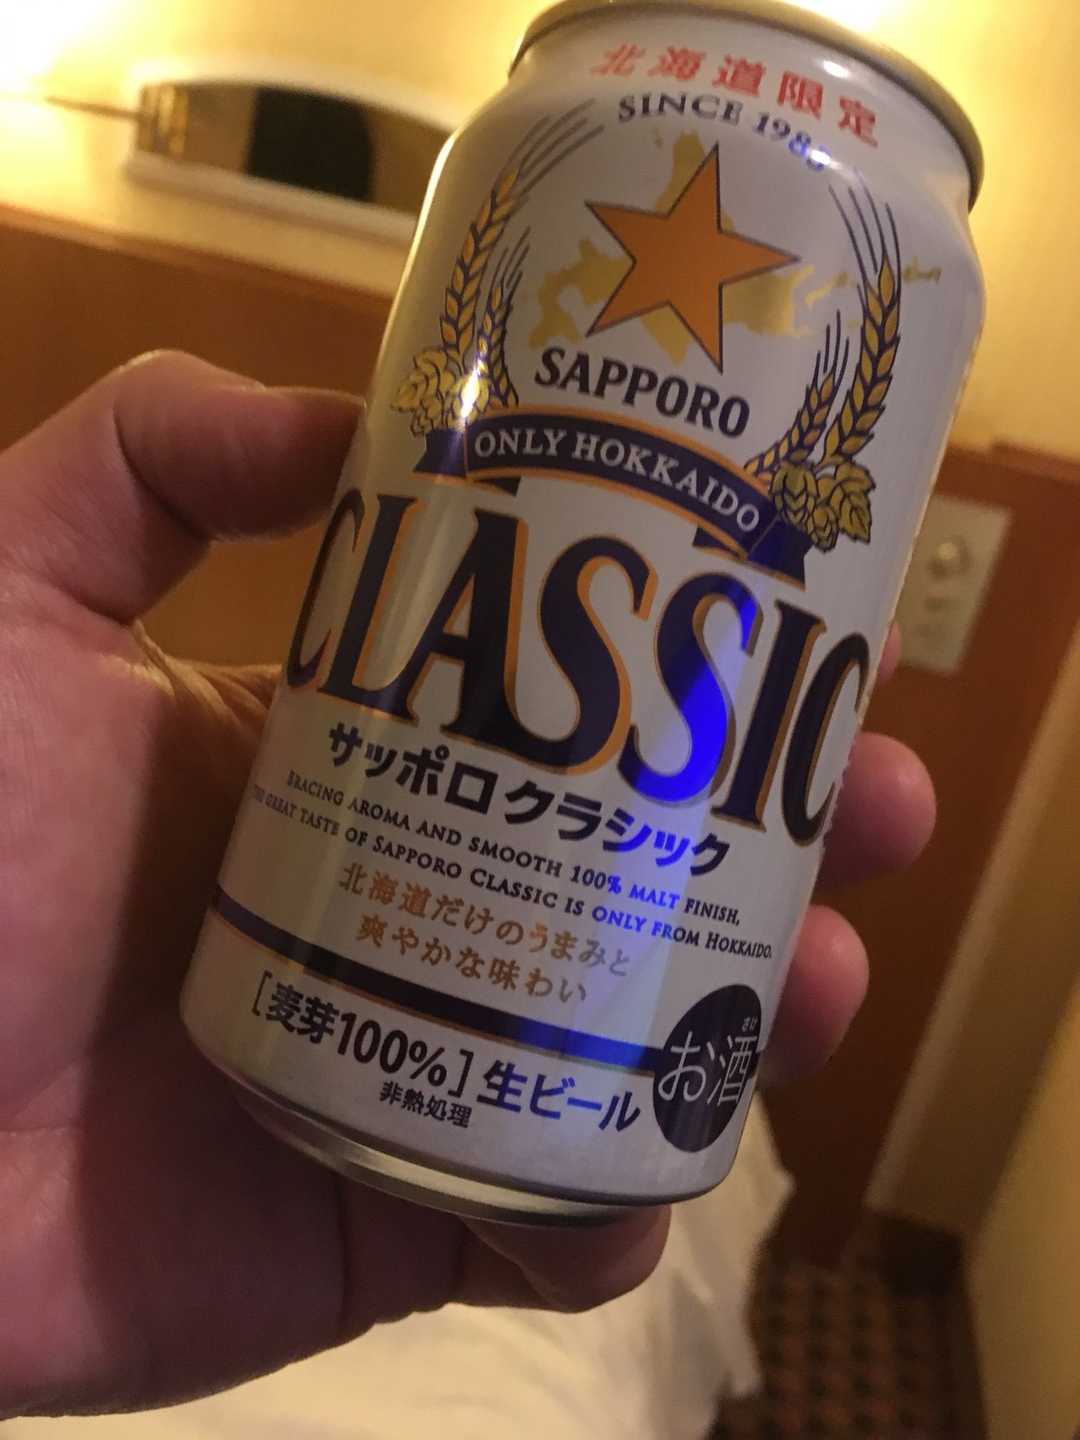 北海道限定
SINCE 1985
SAPPORO
ONLY HOKKAIDO
CLASSIC
サッポロ クラシック
BRACING AROMA AND SMOOTH 100% MALT FINISH,
THE GREAT TASTE OF SAPPORO CLASSIC IS ONLY FROM HOKKAIDO.
北海道だけのうまみと
爽やかな味わい
[麦芽100%] 生ビール
非熱処理
さけ
お酒